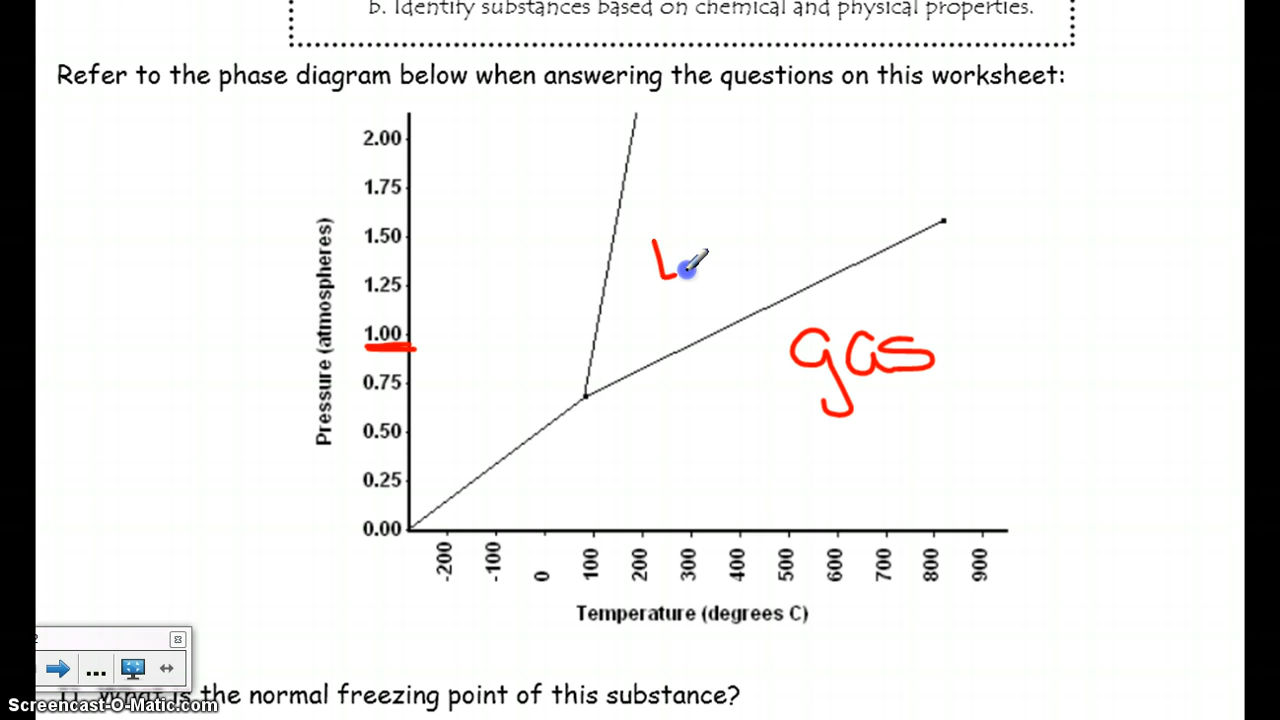 b. Identify substances based on chemical and physical properties.
Refer to the phase diagram below when answering the questions on this worksheet:
2.00
1.75
1.50
1.25
1.00
0.75
0.50
0.25
0.00
Pressure (atmospheres)
L
gas
-200
-100
0
100
200
300
400
500
600
700
800
900
Temperature (degrees C)
2
...
1) What is the normal freezing point of this substance?
Screencast-O-Matic.com